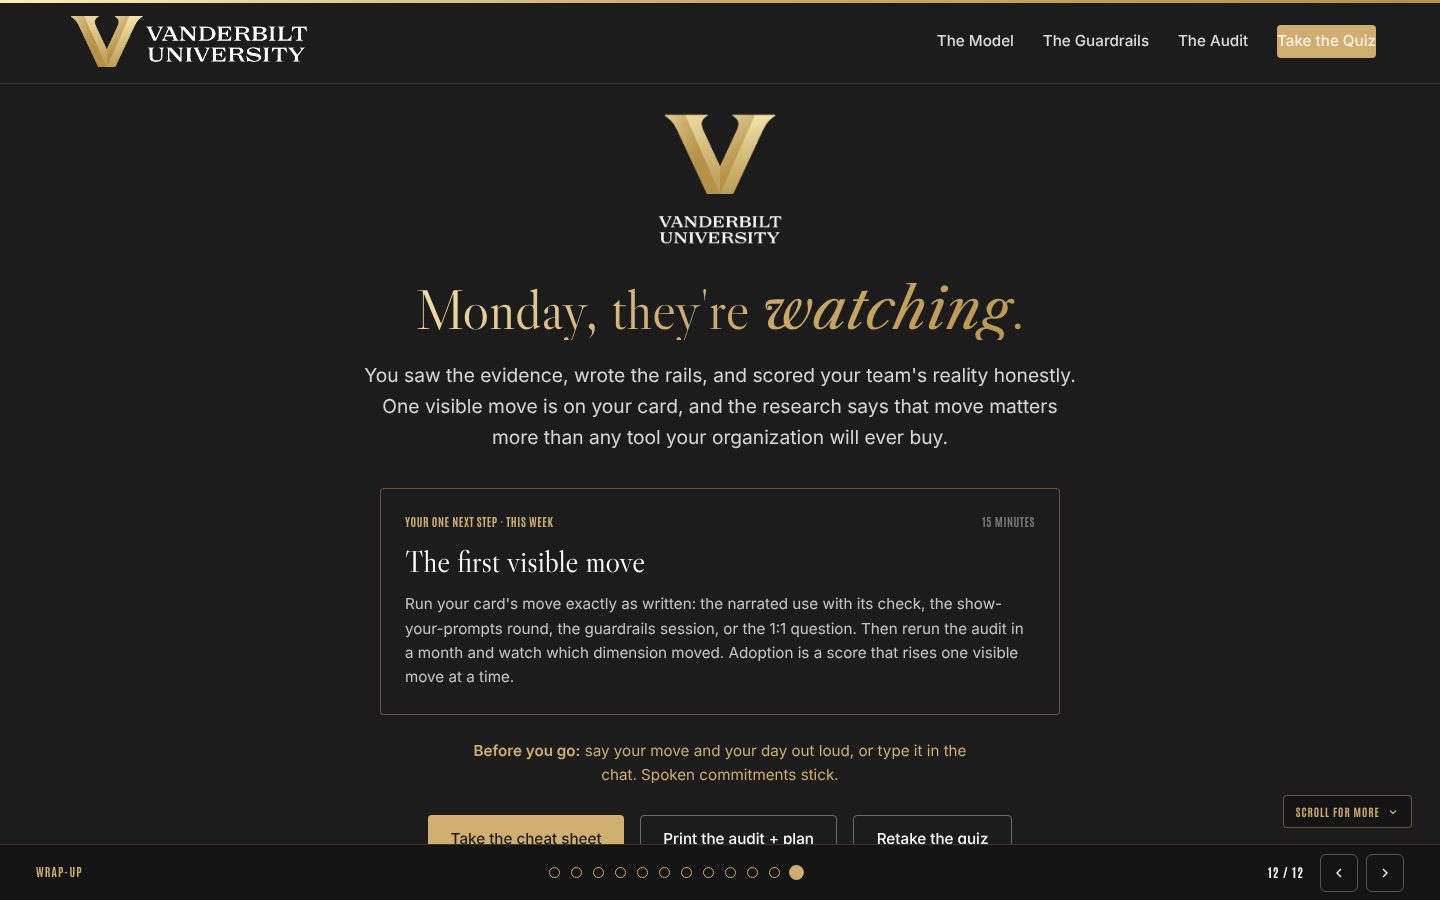 VANDERBILT
UNIVERSITY
The Model
The Guardrails
The Audit
Take the Quiz
VANDERBILT
UNIVERSITY
Monday, they're watching.
You saw the evidence, wrote the rails, and scored your team's reality honestly.
One visible move is on your card, and the research says that move matters
more than any tool your organization will ever buy.
YOUR ONE NEXT STEP · THIS WEEK
15 MINUTES
The first visible move
Run your card's move exactly as written: the narrated use with its check, the show-
your-prompts round, the guardrails session, or the 1:1 question. Then rerun the audit in
a month and watch which dimension moved. Adoption is a score that rises one visible
move at a time.
Before you go: say your move and your day out loud, or type it in the
chat. Spoken commitments stick.
Take the cheat sheet
Print the audit + plan
Retake the quiz
SCROLL FOR MORE
WRAP-UP
12 / 12